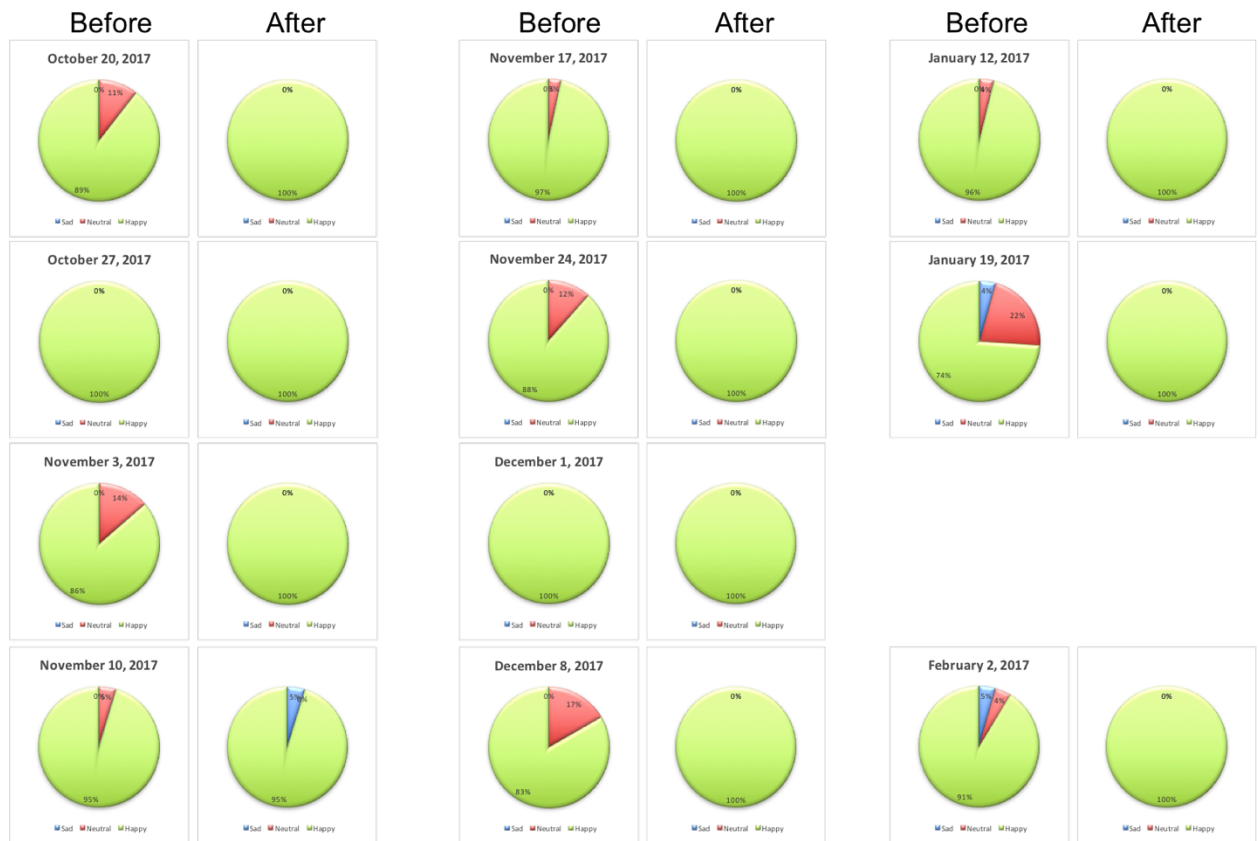 Before After Before After Before After
October 20, 2017 November 17, 2017 January 12, 2017
0% 11% 0% 0% 3% 0% 0% 4% 0%
89% 100% 97% 100% 96% 100%
Sad Neutral Happy Sad Neutral Happy Sad Neutral Happy Sad Neutral Happy Sad Neutral Happy Sad Neutral Happy
October 27, 2017 November 24, 2017 January 19, 2017
0% 0% 0% 12% 0% 4% 22% 0%
100% 100% 88% 100% 74% 100%
Sad Neutral Happy Sad Neutral Happy Sad Neutral Happy Sad Neutral Happy Sad Neutral Happy Sad Neutral Happy
November 3, 2017 December 1, 2017
0% 14% 0% 0% 0%
86% 100% 100% 100%
Sad Neutral Happy Sad Neutral Happy Sad Neutral Happy Sad Neutral Happy
November 10, 2017 December 8, 2017 February 2, 2017
0% 5% 5% 0% 0% 17% 0% 5% 4% 0%
95% 95% 83% 100% 91% 100%
Sad Neutral Happy Sad Neutral Happy Sad Neutral Happy Sad Neutral Happy Sad Neutral Happy Sad Neutral Happy